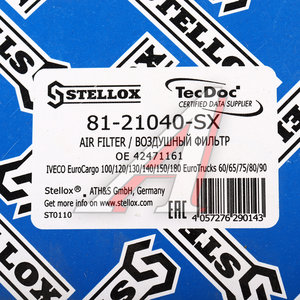 STELLOX
TecDoc
CERTIFIED DATA SUPPLIER
81-21040-SX
AIR FILTER / ВОЗДУШНЫЙ ФИЛЬТР
OE 42471161
IVECO EuroCargo 100/120/130/140/150/180 EuroTrucks 60/65/75/80/90
Stellox®. ATH&S GmbH, Germany
Get more info on www.stellox.com
ST0110
EAC
4 057276 290143